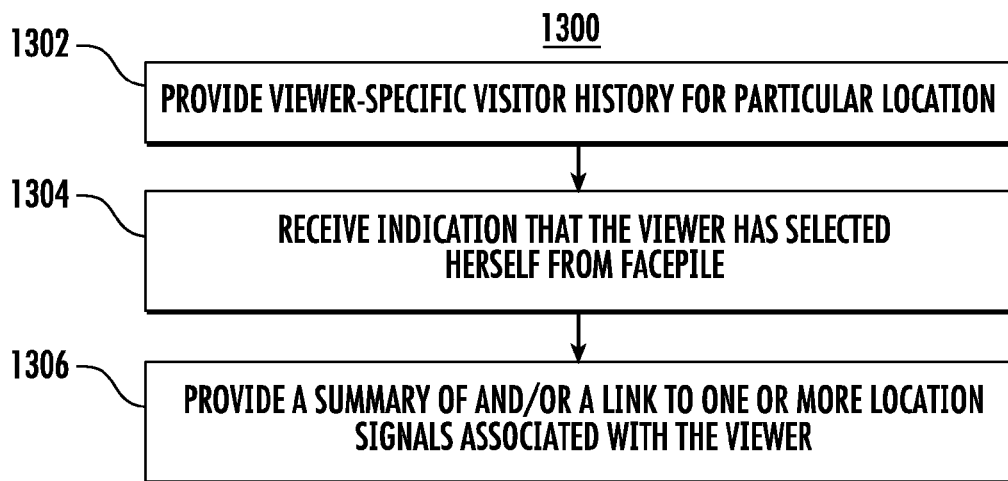 1300
1302
PROVIDE VIEWER-SPECIFIC VISITOR HISTORY FOR PARTICULAR LOCATION
1304
RECEIVE INDICATION THAT THE VIEWER HAS SELECTED
HERSELF FROM FACEPILE
1306
PROVIDE A SUMMARY OF AND/OR A LINK TO ONE OR MORE LOCATION
SIGNALS ASSOCIATED WITH THE VIEWER